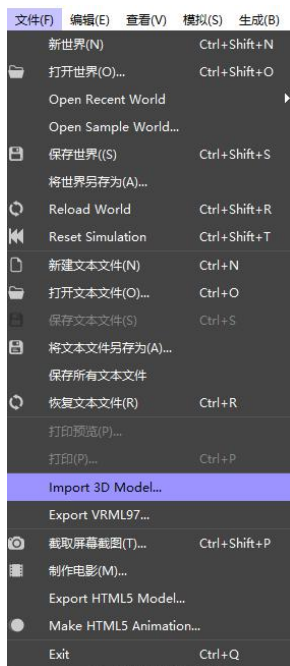 文件(F) 编辑(E) 查看(V) 模拟(S) 生成(B)
新世界(N) Ctrl+Shift+N
打开世界(O)... Ctrl+Shift+O
Open Recent World
Open Sample World...
保存世界((S) Ctrl+Shift+S
将世界另存为(A)...
Reload World Ctrl+Shift+R
Reset Simulation Ctrl+Shift+T
新建文本文件(N) Ctrl+N
打开文本文件(O)... Ctrl+O
保存文本文件(S) Ctrl+S
将文本文件另存为(A)...
保存所有文本文件
恢复文本文件(R) Ctrl+R
打印预览(P)...
打印(P)... Ctrl+P
Import 3D Model...
Export VRML97...
截取屏幕截图(T)... Ctrl+Shift+P
制作电影(M)...
Export HTML5 Model...
Make HTML5 Animation...
Exit Ctrl+Q